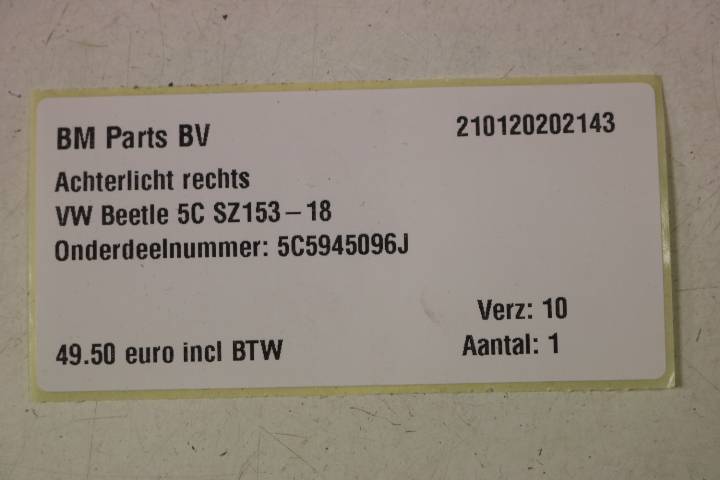 BM Parts BV
210120202143
Achterlicht rechts
VW Beetle 5C SZ153 – 18
Onderdeelnummer: 5C5945096J
Verz: 10
49.50 euro incl BTW
Aantal: 1